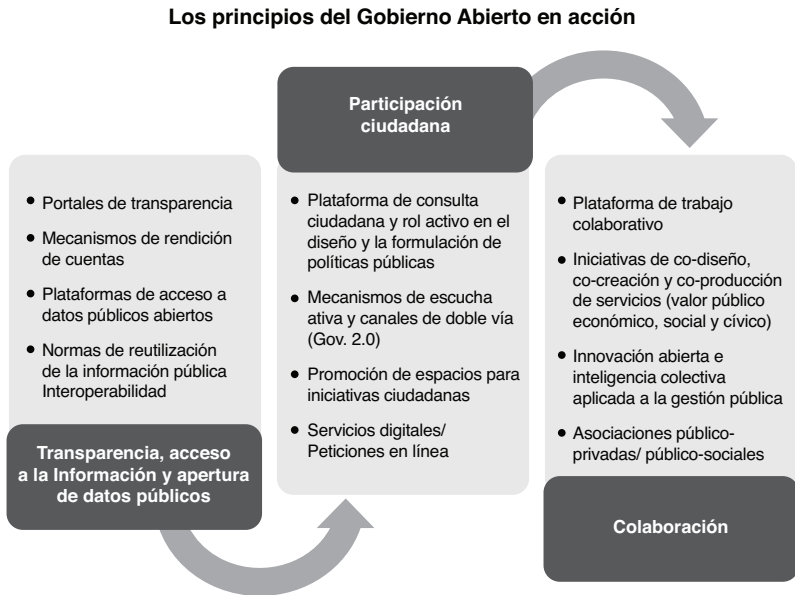 Los principios del Gobierno Abierto en acción
• Portales de transparencia
• Mecanismos de rendición
de cuentas
• Plataformas de acceso a
datos públicos abiertos
• Normas de reutilización
de la información pública
Interoperabilidad
Transparencia, acceso
a la Información y apertura
de datos públicos
Participación
ciudadana
• Plataforma de consulta
ciudadana y rol activo en el
diseño y la formulación de
políticas públicas
• Mecanismos de escucha
ativa y canales de doble vía
(Gov. 2.0)
• Promoción de espacios para
iniciativas ciudadanas
• Servicios digitales/
Peticiones en línea
• Plataforma de trabajo
colaborativo
• Iniciativas de co-diseño,
co-creación y co-producción
de servicios (valor público
económico, social y cívico)
• Innovación abierta e
inteligencia colectiva
aplicada a la gestión pública
• Asociaciones público-
privadas/ público-sociales
Colaboración